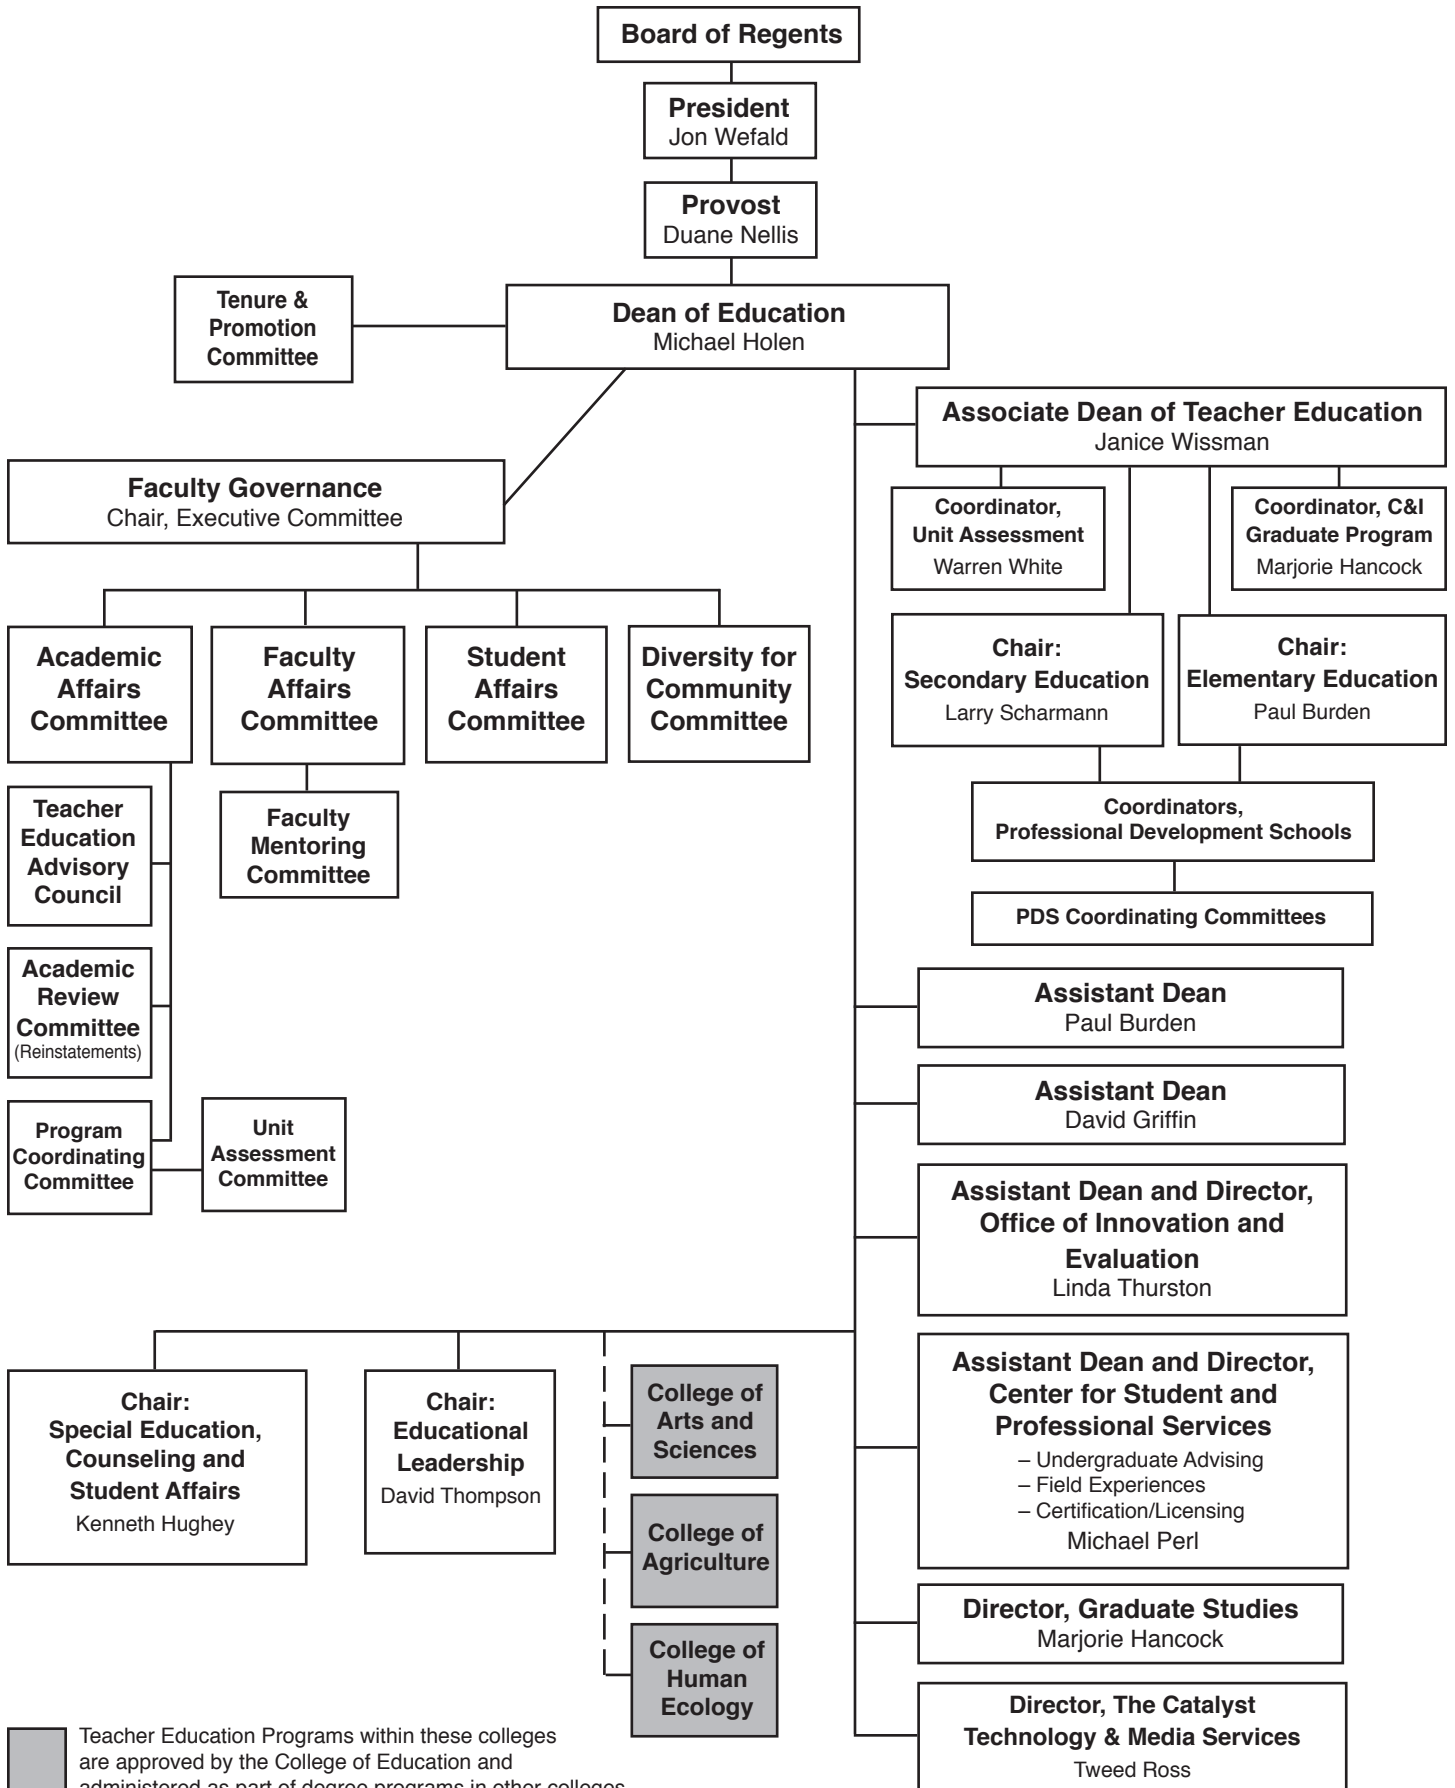 Board of Regents
President
Jon Wefald
Provost
Duane Nellis
Tenure &
Promotion
Committee
Dean of Education
Michael Holen
Associate Dean of Teacher Education
Janice Wissman
Faculty Governance
Chair, Executive Committee
Coordinator,
Unit Assessment
Warren White
Coordinator, C&I
Graduate Program
Marjorie Hancock
Academic
Affairs
Committee
Faculty
Affairs
Committee
Student
Affairs
Committee
Diversity for
Community
Committee
Chair:
Secondary Education
Larry Scharmann
Chair:
Elementary Education
Paul Burden
Teacher
Education
Advisory
Council
Faculty
Mentoring
Committee
Coordinators,
Professional Development Schools
PDS Coordinating Committees
Academic
Review
Committee
(Reinstatements)
Assistant Dean
Paul Burden
Assistant Dean
David Griffin
Program
Coordinating
Committee
Unit
Assessment
Committee
Assistant Dean and Director,
Office of Innovation and
Evaluation
Linda Thurston
Chair:
Special Education,
Counseling and
Student Affairs
Kenneth Hughey
Chair:
Educational
Leadership
David Thompson
College of
Arts and
Sciences
College of
Agriculture
College of
Human
Ecology
Assistant Dean and Director,
Center for Student and
Professional Services
– Undergraduate Advising
– Field Experiences
– Certification/Licensing
Michael Perl
Director, Graduate Studies
Marjorie Hancock
Director, The Catalyst
Technology & Media Services
Tweed Ross
Teacher Education Programs within these colleges
are approved by the College of Education and
administered as part of degree programs in other colleges